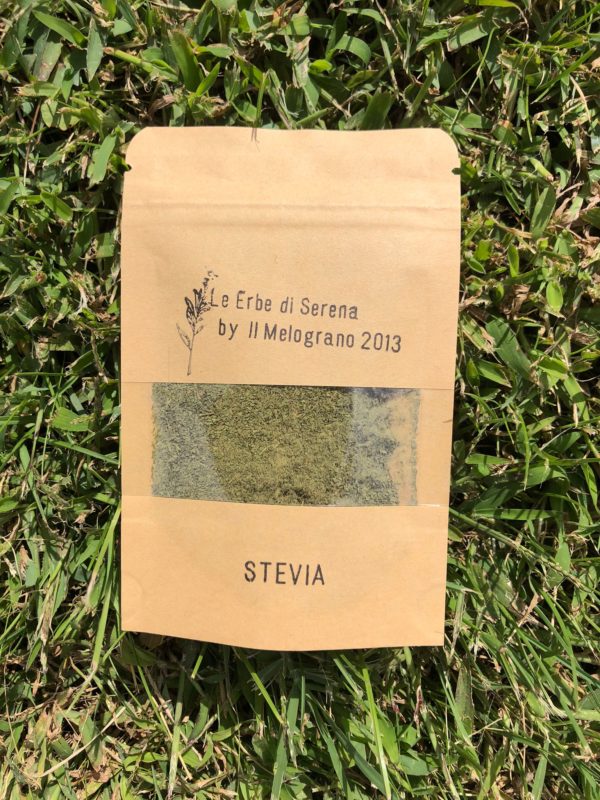 Le Erbe di Serena
by Il Melograno 2013
STEVIA